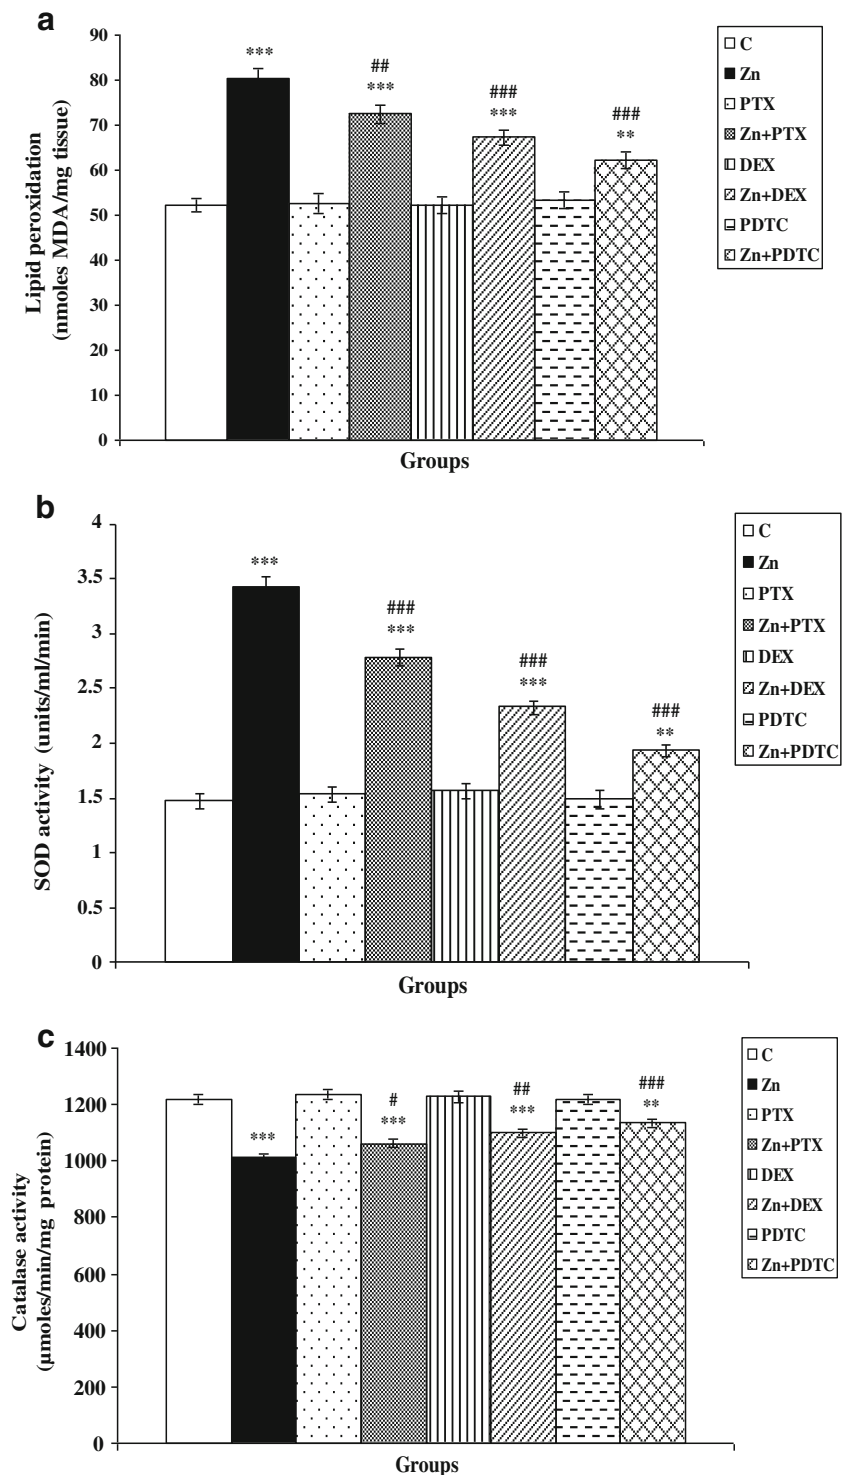 a
90
80
70
60
50
40
30
20
10
0
Lipid peroxidation
(nmoles MDA/mg tissue)
***
##
***
###
***
###
**
Groups
C
Zn
PTX
Zn+PTX
DEX
Zn+DEX
PDTC
Zn+PDTC
b
4
3.5
3
2.5
2
1.5
1
0.5
0
SOD activity (units/ml/min)
***
###
***
###
***
###
**
Groups
C
Zn
PTX
Zn+PTX
DEX
Zn+DEX
PDTC
Zn+PDTC
c
1400
1200
1000
800
600
400
200
0
Catalase activity
(μmoles/min/mg protein)
***
#
***
##
***
###
**
Groups
C
Zn
PTX
Zn+PTX
DEX
Zn+DEX
PDTC
Zn+PDTC